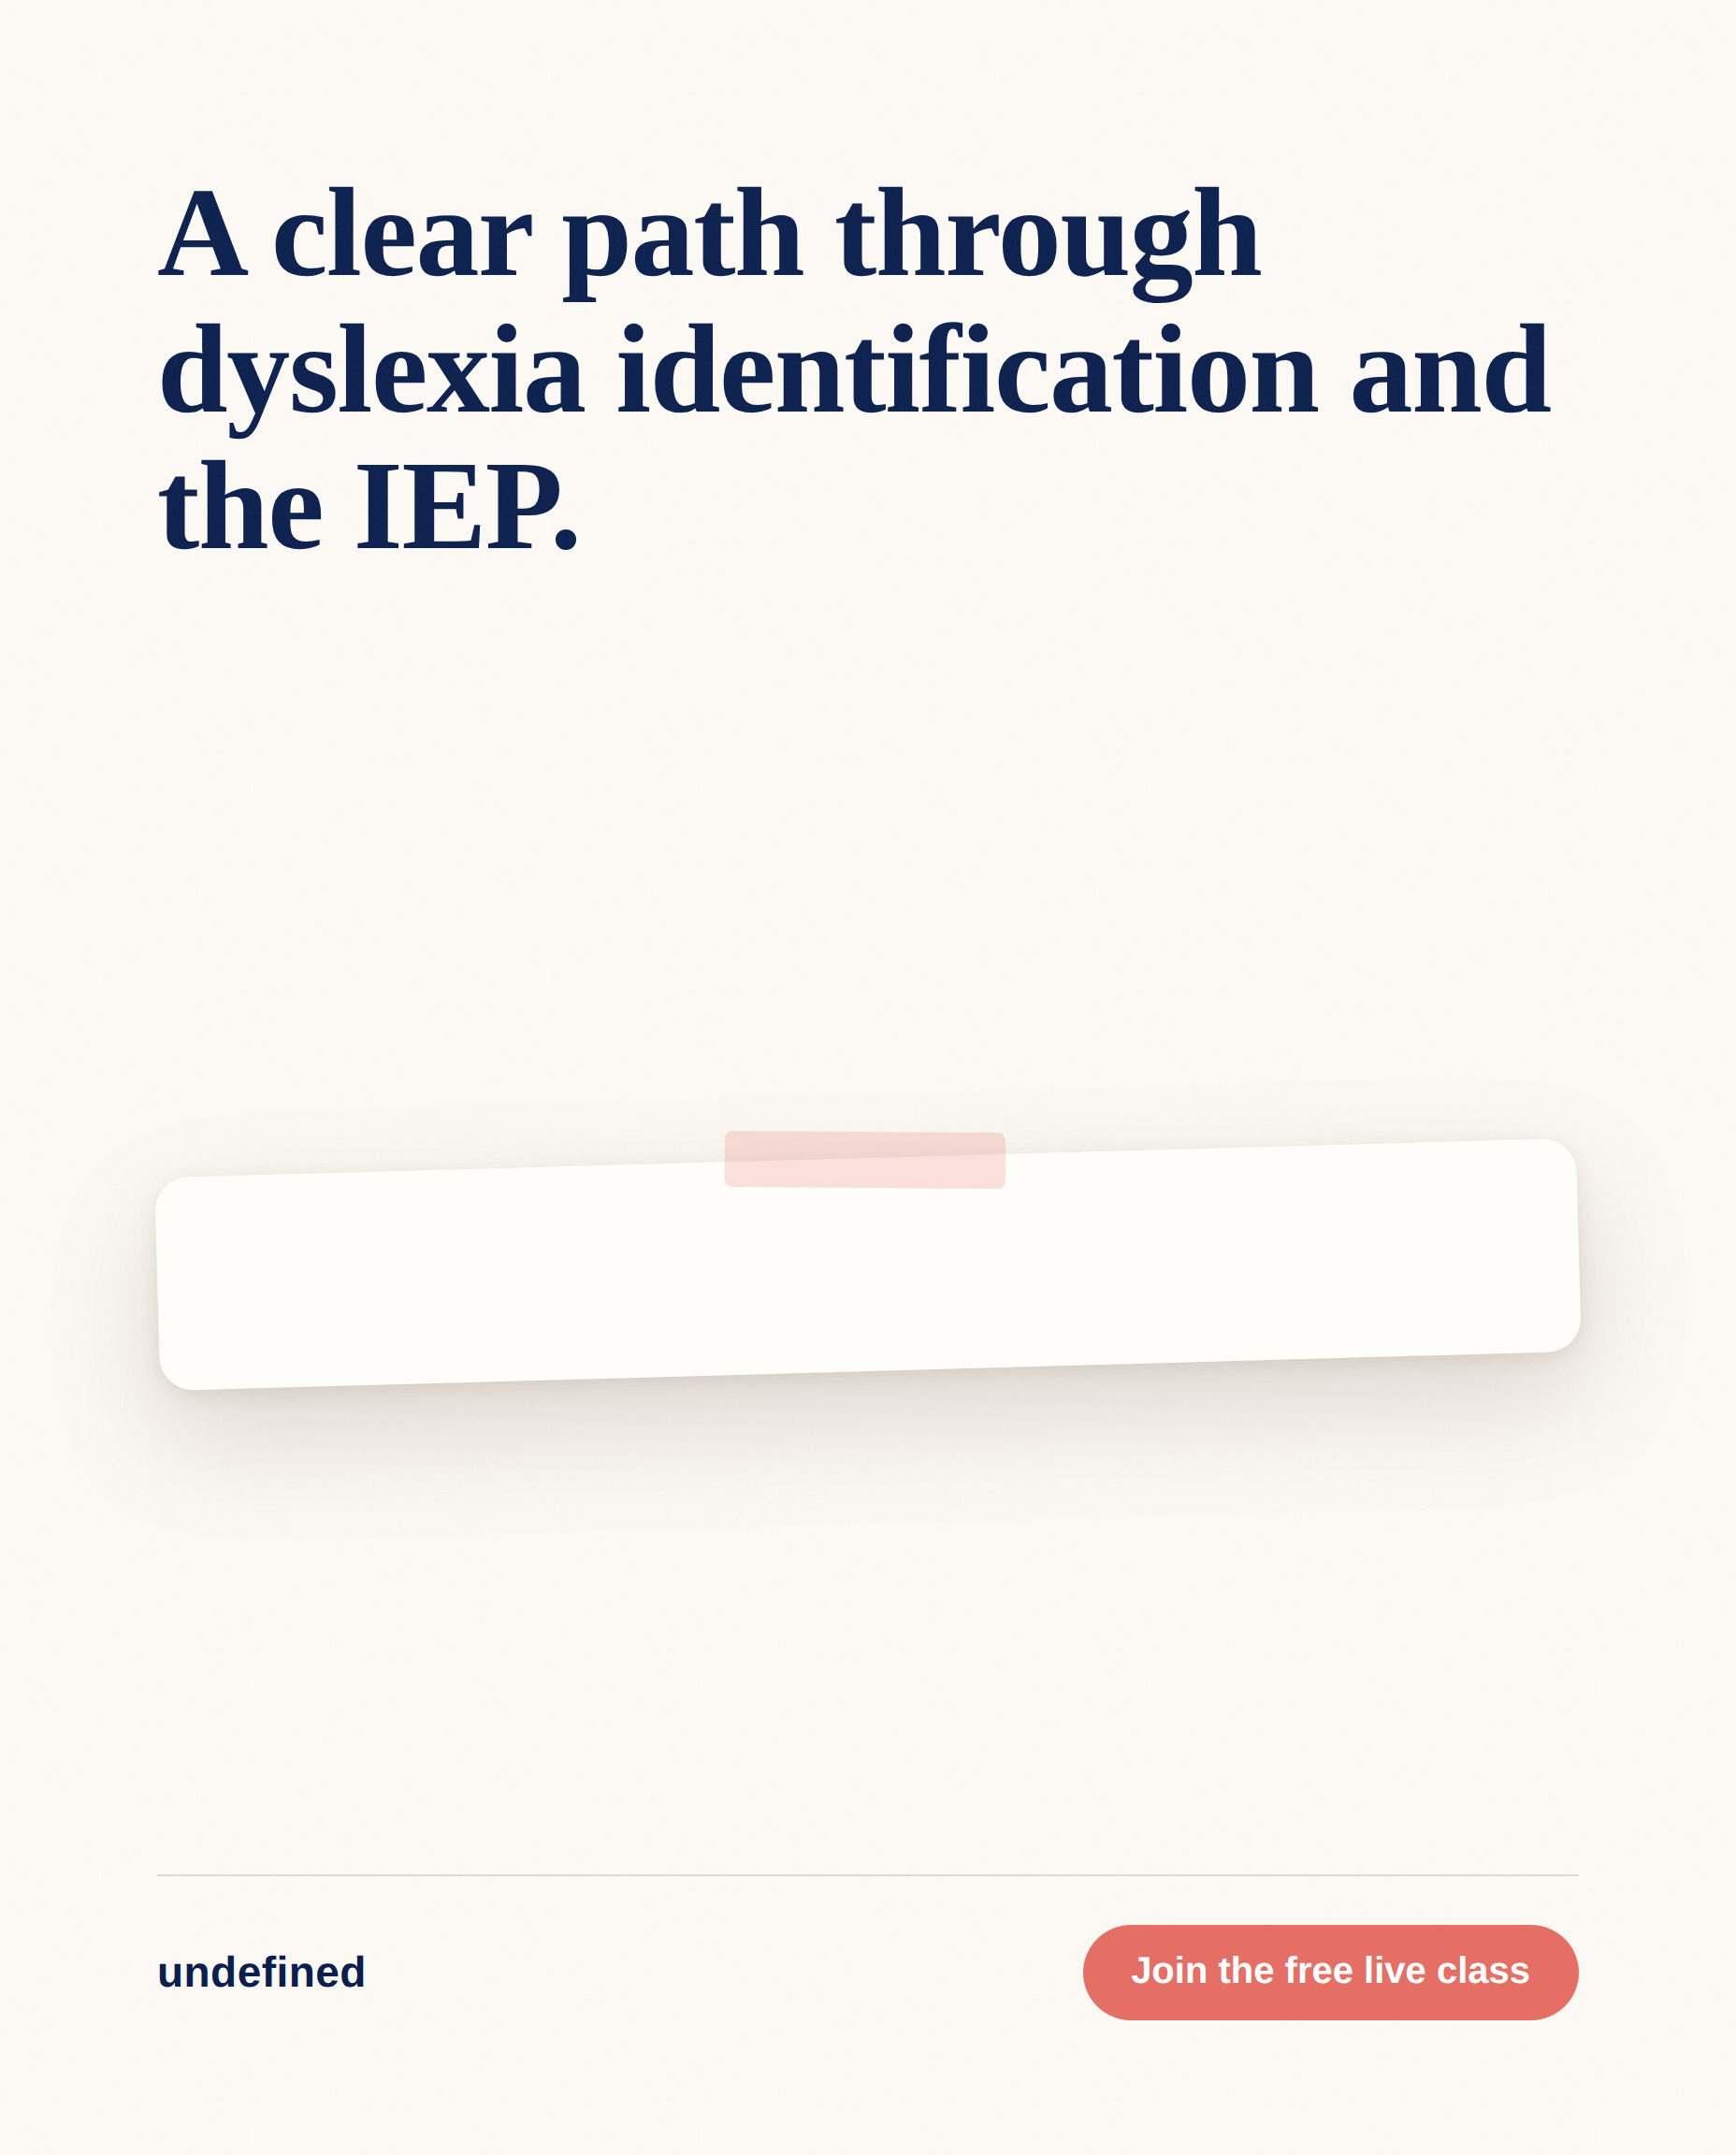 A clear path through
dyslexia identification and
the IEP.
undefined
Join the free live class